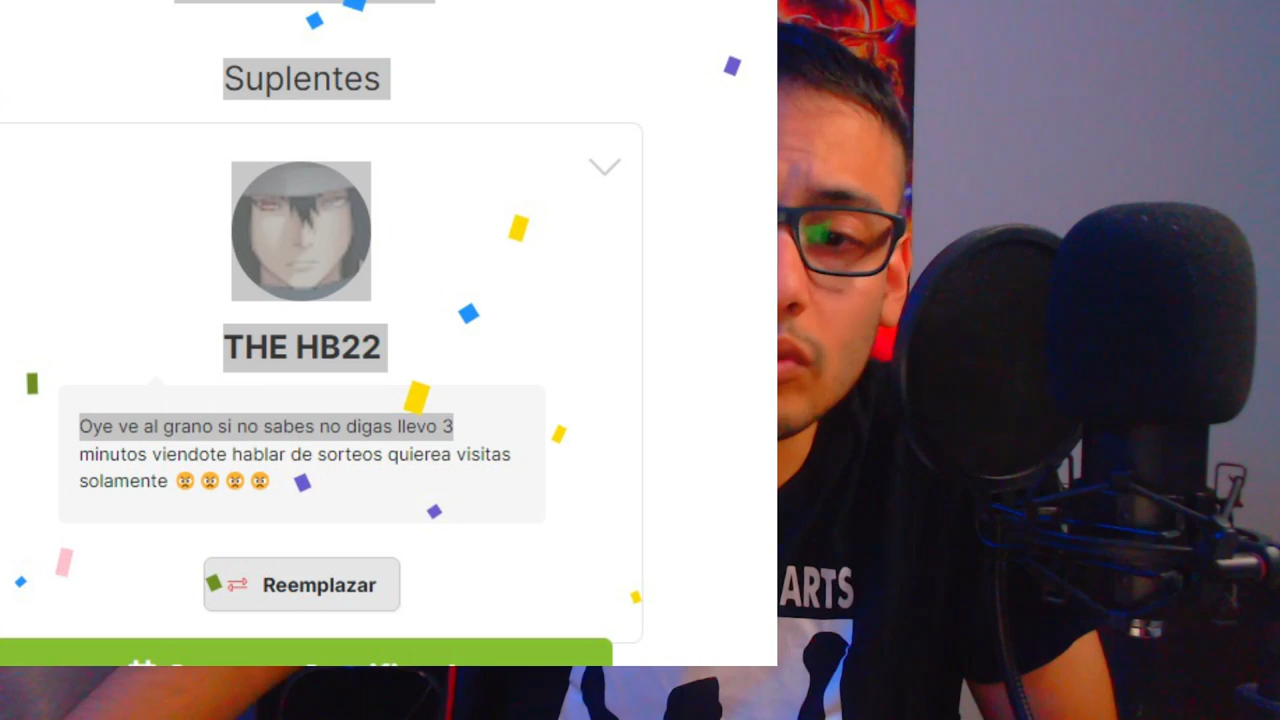 Suplentes
THE HB22
Oye ve al grano si no sabes no digas llevo 3
minutos viendote hablar de sorteos quierea visitas
solamente 😡 😡 😡 😡
Reemplazar
ARTS